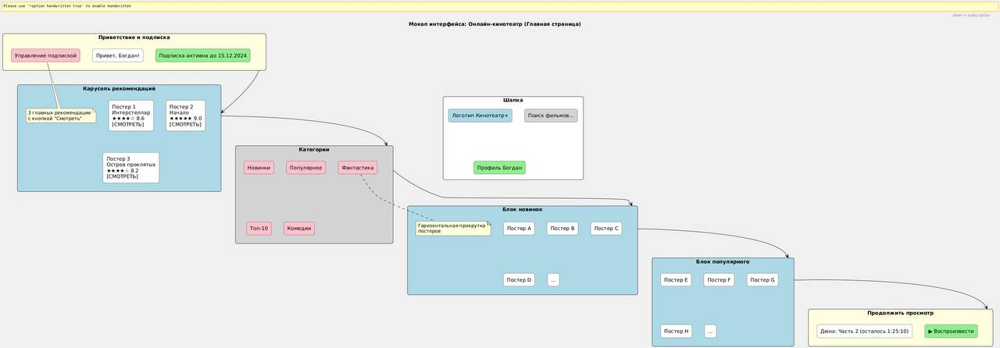 Please use '!option handwritten true' to enable handwritten
down-> subscription
Мокап интерфейса: Онлайн-кинотеатр (Главная страница)
Приветствие и подписка
Управление подпиской
Привет, Богдан!
Подписка активна до 15.12.2024
Карусель рекомендаций
3 главных рекомендации
с кнопкой "Смотреть"
Постер 1
Интерстеллар
★★★★☆ 8.6
[СМОТРЕТЬ]
Постер 2
Начало
★★★★★ 9.0
[СМОТРЕТЬ]
Постер 3
Остров проклятых
★★★★☆ 8.2
[СМОТРЕТЬ]
Шапка
Логотип Кинотеатр+
Поиск фильмов...
Профиль Богдан
Категории
Новинки
Популярное
Фантастика
Топ-10
Комедии
Блок новинок
Горизонтальная прокрутка
постеров
Постер A
Постер B
Постер C
Постер D
...
Блок популярного
Постер E
Постер F
Постер G
Постер H
...
Продолжить просмотр
Дюна: Часть 2 (осталось 1:25:10)
▶ Воспроизвести